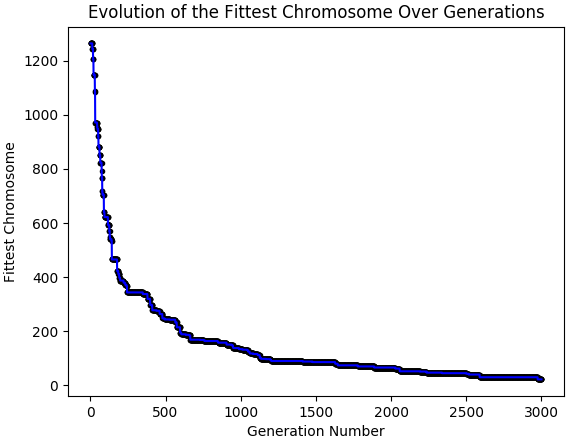 Evolution of the Fittest Chromosome Over Generations
Fittest Chromosome
1200
1000
800
600
400
200
0
0 500 1000 1500 2000 2500 3000
Generation Number